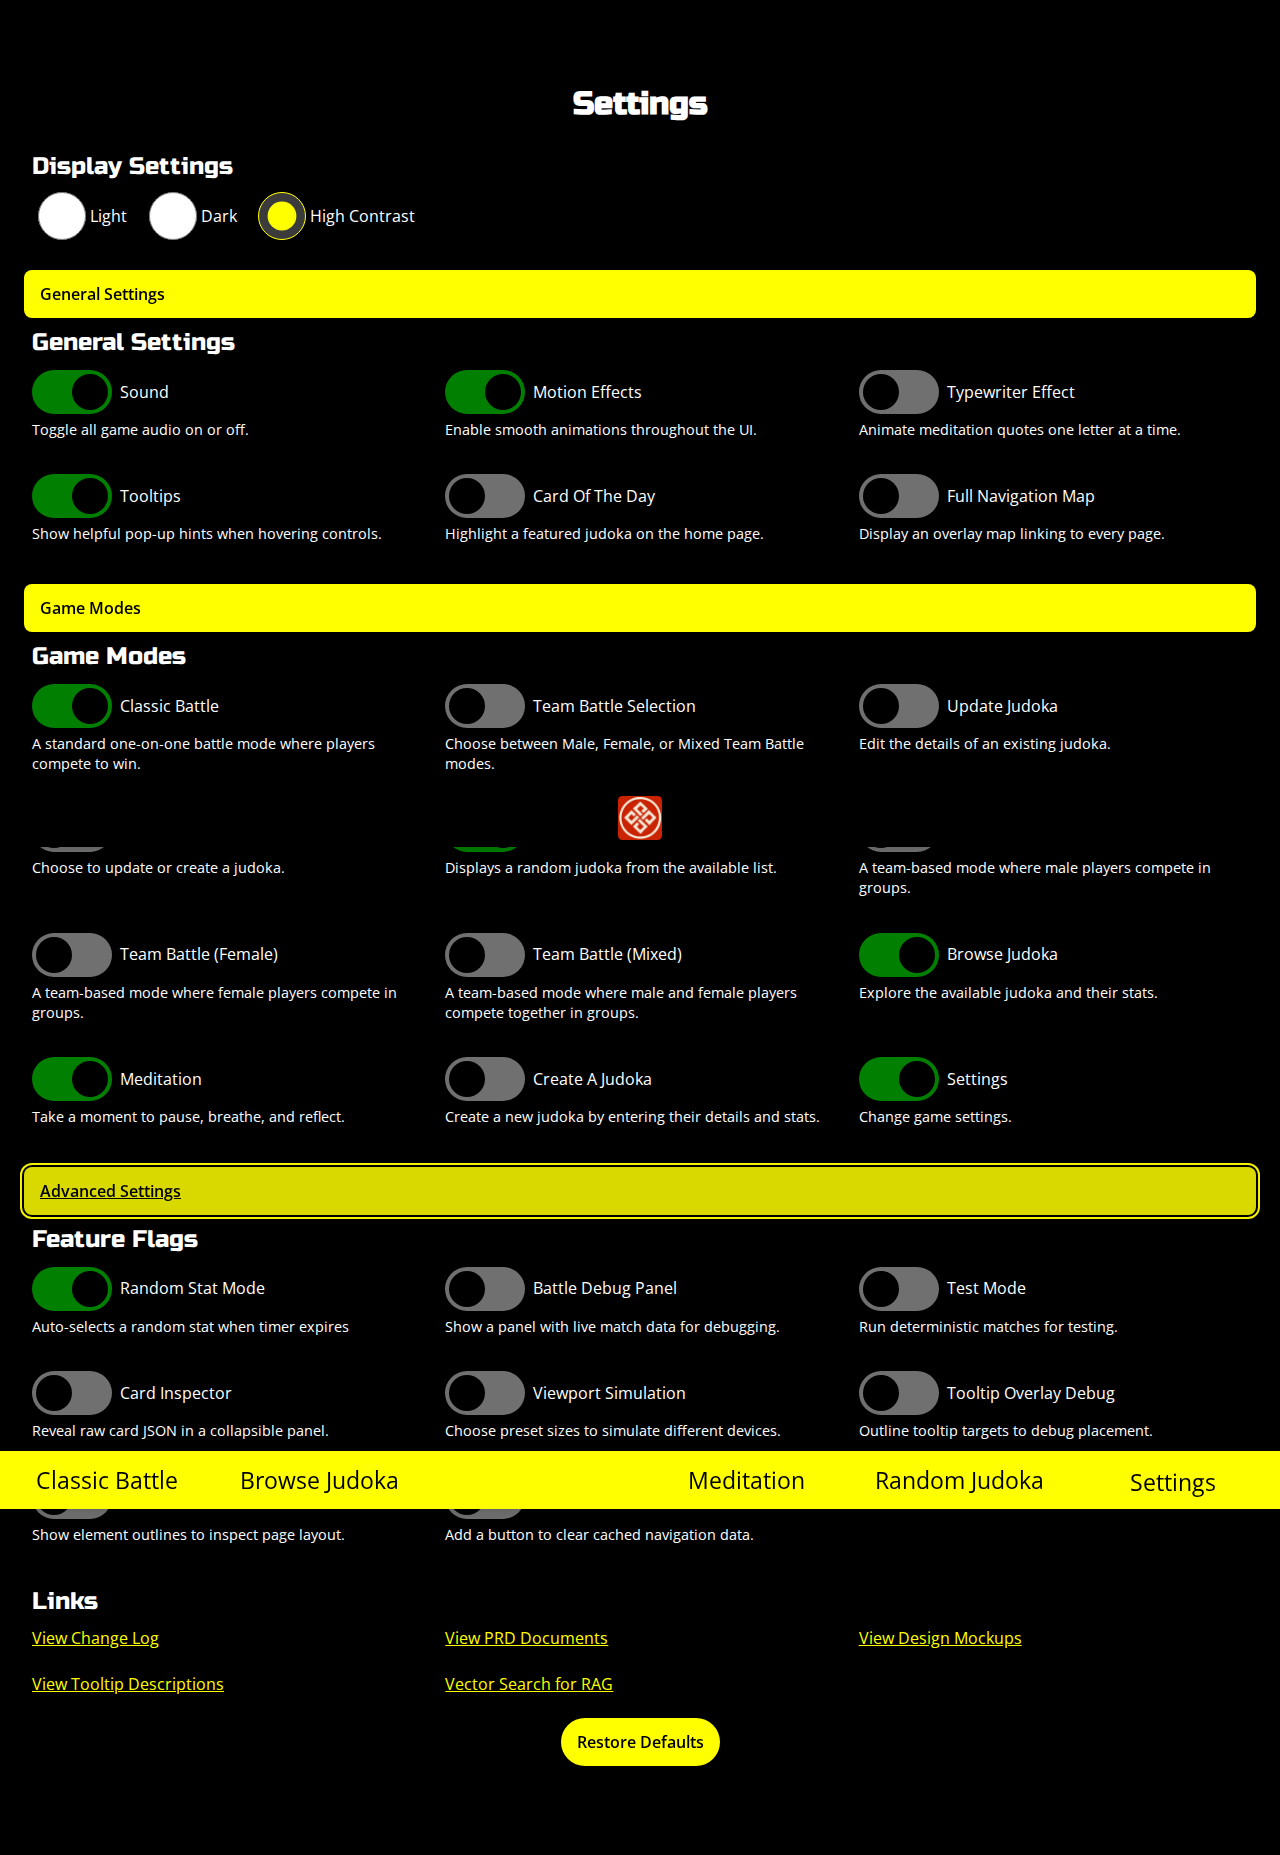 Settings
Display Settings
Light Dark High Contrast
General Settings
General Settings
Sound Motion Effects Typewriter Effect
Toggle all game audio on or off. Enable smooth animations throughout the UI. Animate meditation quotes one letter at a time.
Tooltips Card Of The Day Full Navigation Map
Show helpful pop-up hints when hovering controls. Highlight a featured judoka on the home page. Display an overlay map linking to every page.
Game Modes
Game Modes
Classic Battle Team Battle Selection Update Judoka
A standard one-on-one battle mode where players Choose between Male, Female, or Mixed Team Battle Edit the details of an existing judoka.
compete to win. modes.
Choose to update or create a judoka. Displays a random judoka from the available list. A team-based mode where male players compete in
groups.
Team Battle (Female) Team Battle (Mixed) Browse Judoka
A team-based mode where female players compete in A team-based mode where male and female players Explore the available judoka and their stats.
groups. compete together in groups.
Meditation Create A Judoka Settings
Take a moment to pause, breathe, and reflect. Create a new judoka by entering their details and stats. Change game settings.
Advanced Settings
Feature Flags
Random Stat Mode Battle Debug Panel Test Mode
Auto-selects a random stat when timer expires Show a panel with live match data for debugging. Run deterministic matches for testing.
Card Inspector Viewport Simulation Tooltip Overlay Debug
Reveal raw card JSON in a collapsible panel. Choose preset sizes to simulate different devices. Outline tooltip targets to debug placement.
Classic Battle Browse Judoka Meditation Random Judoka Settings
Show element outlines to inspect page layout. Add a button to clear cached navigation data.
Links
View Change Log View PRD Documents View Design Mockups
View Tooltip Descriptions Vector Search for RAG
Restore Defaults